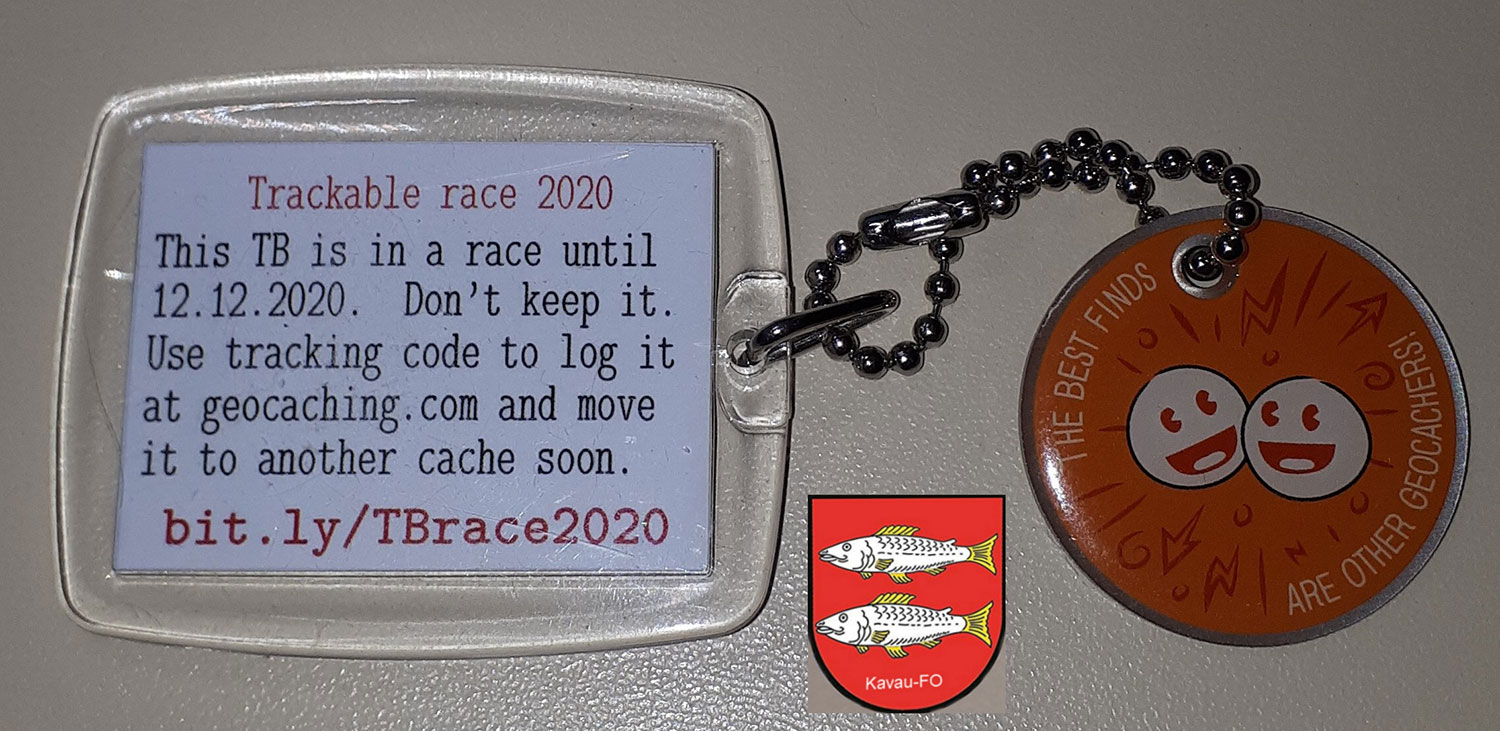 Trackable race 2020
This TB is in a race until
12.12.2020. Don't keep it.
Use tracking code to log it
at geocaching.com and move
it to another cache soon.
bit.ly/TBrace2020
THE BEST FINDS
ARE OTHER GEOCACHERS!
Kavau-FO